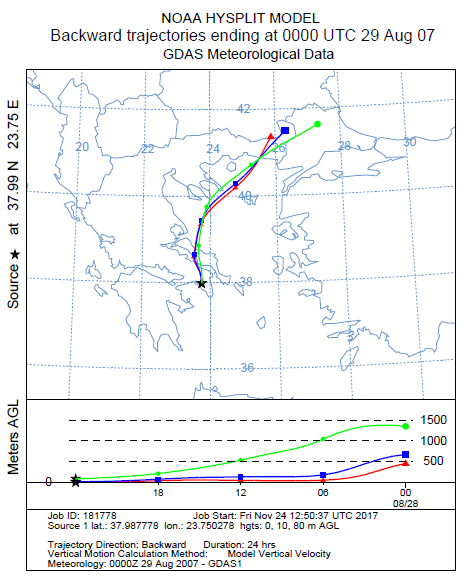 NOAA HYSPLIT MODEL
Backward trajectories ending at 0000 UTC 29 Aug 07
GDAS Meteorological Data
Source ★ at 37.99 N 23.75 E
42
20 22 24 26 28 30
40
38
36
Meters AGL
1500
1000
500
0
18 12 06 00
08/28
Job ID: 181778 Job Start: Fri Nov 24 12:50:37 UTC 2017
Source 1 lat.: 37.987778 lon.: 23.750278 hgts: 0, 10, 80 m AGL
Trajectory Direction: Backward Duration: 24 hrs
Vertical Motion Calculation Method: Model Vertical Velocity
Meteorology: 0000Z 29 Aug 2007 - GDAS1